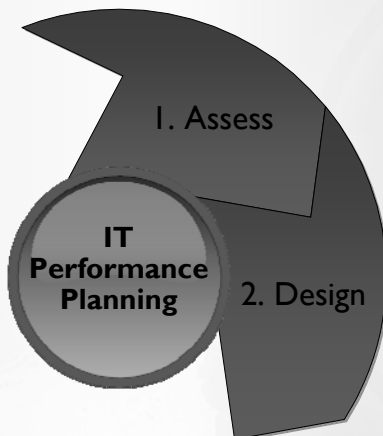 1. Assess
IT
Performance
Planning
2. Design